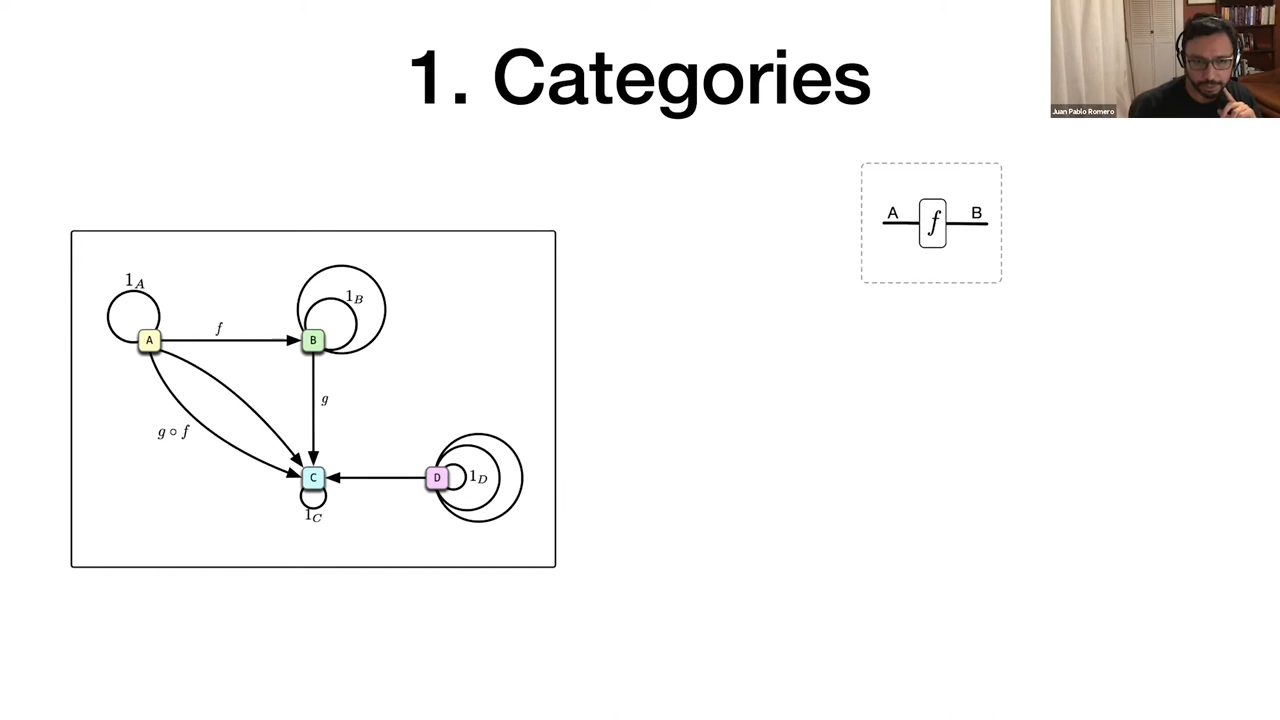 1. Categories
Juan Pablo Romero
A f B
1_A
1_B
A f B
g
g ∘ f
C D 1_D
1_C